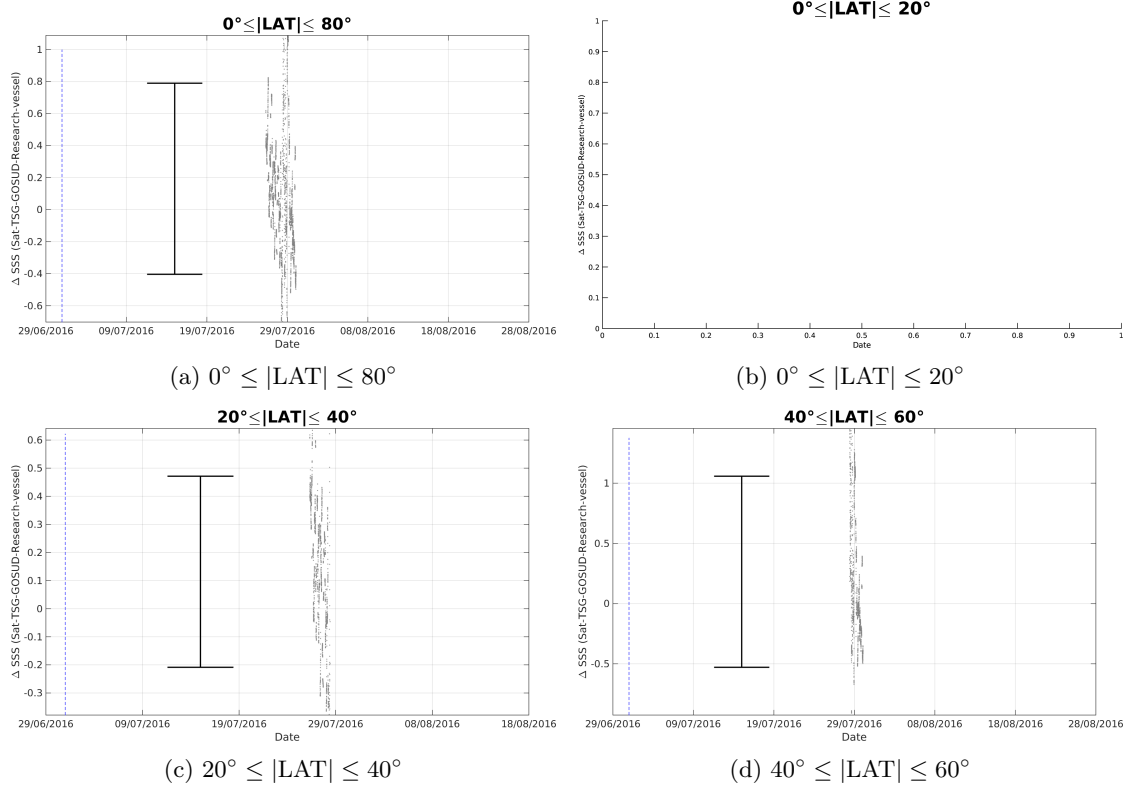 0°≤|LAT|≤ 80°
Δ SSS (Sat-TSG-GOSUD-Research-vessel)
1
0.8
0.6
0.4
0.2
0
-0.2
-0.4
-0.6
29/06/2016 09/07/2016 19/07/2016 29/07/2016 08/08/2016 18/08/2016 28/08/2016
Date
(a) 0° ≤ |LAT| ≤ 80°
0°≤|LAT|≤ 20°
Δ SSS (Sat-TSG-GOSUD-Research-vessel)
1
0.9
0.8
0.7
0.6
0.5
0.4
0.3
0.2
0.1
0
0 0.1 0.2 0.3 0.4 0.5 0.6 0.7 0.8 0.9 1
Date
(b) 0° ≤ |LAT| ≤ 20°
20°≤|LAT|≤ 40°
Δ SSS (Sat-TSG-GOSUD-Research-vessel)
0.6
0.5
0.4
0.3
0.2
0.1
0
-0.1
-0.2
-0.3
29/06/2016 09/07/2016 19/07/2016 29/07/2016 08/08/2016 18/08/2016
Date
(c) 20° ≤ |LAT| ≤ 40°
40°≤|LAT|≤ 60°
Δ SSS (Sat-TSG-GOSUD-Research-vessel)
1
0.5
0
-0.5
29/06/2016 09/07/2016 19/07/2016 29/07/2016 08/08/2016 18/08/2016 28/08/2016
Date
(d) 40° ≤ |LAT| ≤ 60°